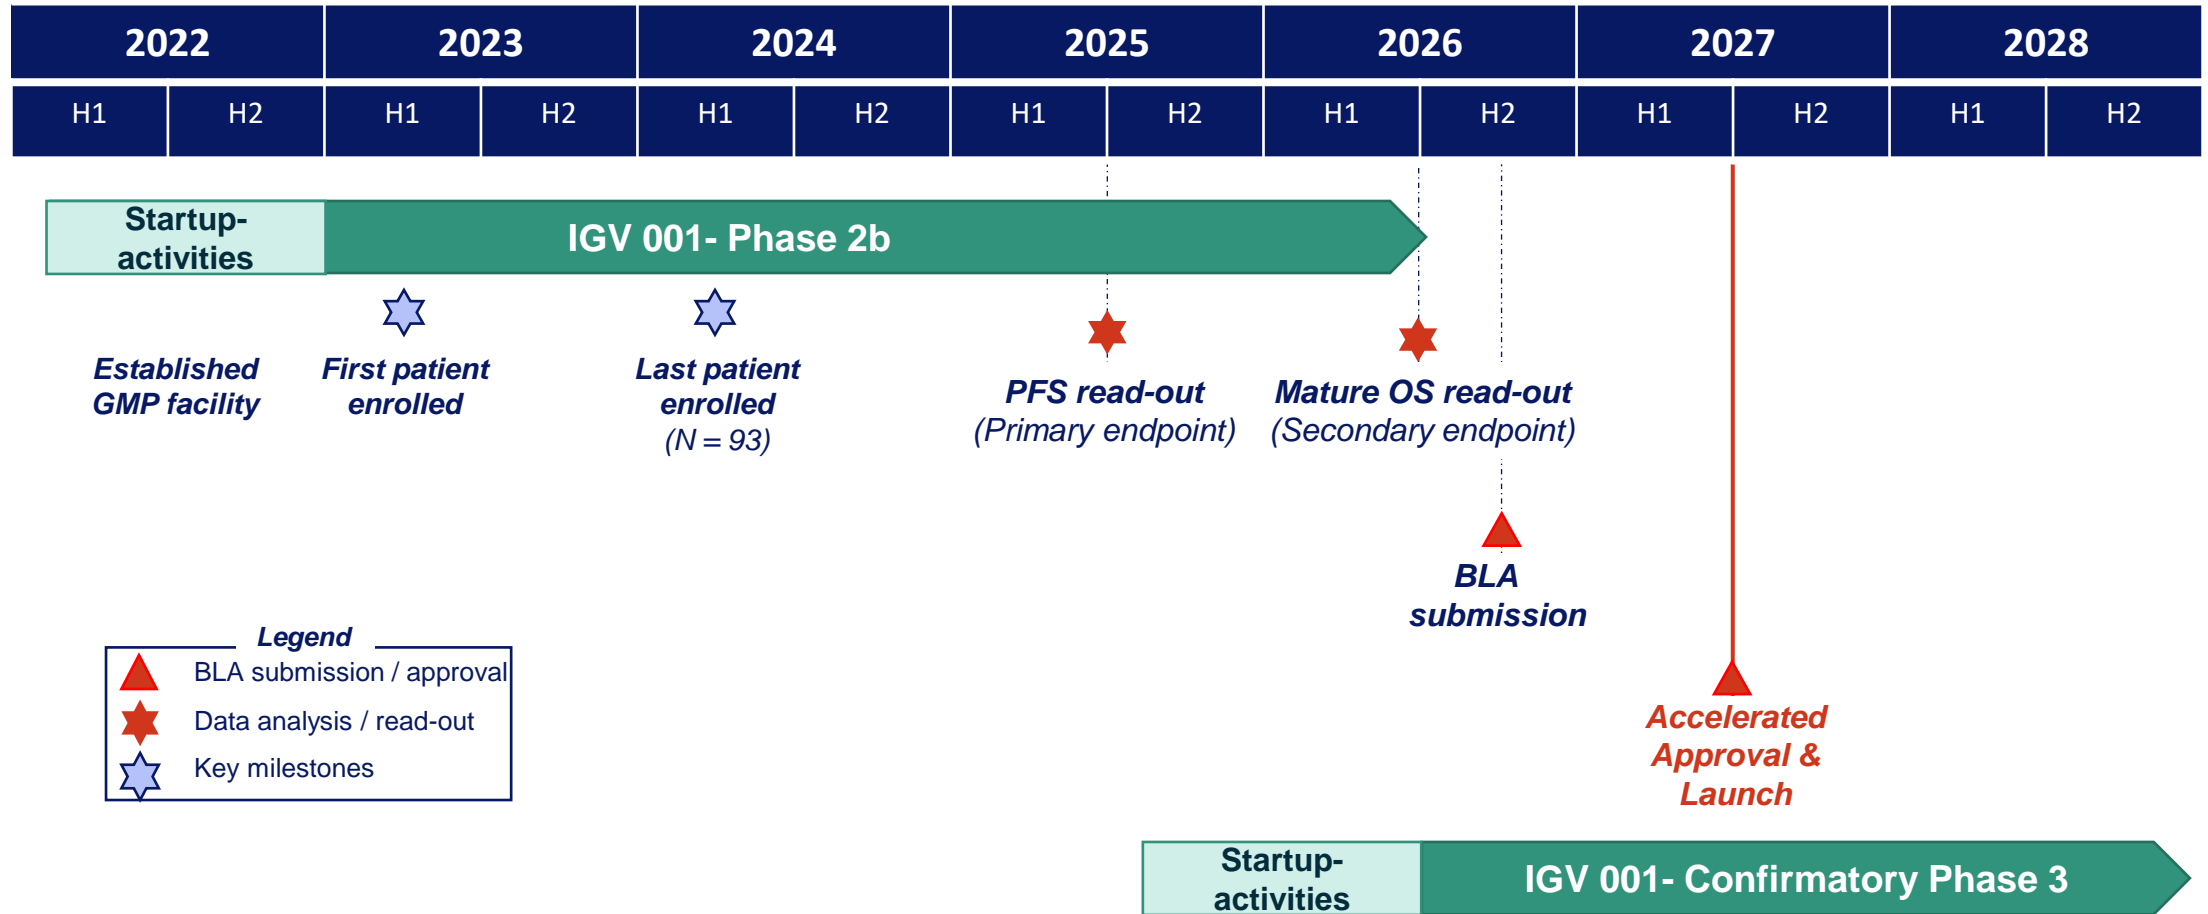 2022 2023 2024 2025 2026 2027 2028
H1 H2 H1 H2 H1 H2 H1 H2 H1 H2 H1 H2 H1 H2
Startup-
activities
IGV 001- Phase 2b
Established
GMP facility
First patient
enrolled
Last patient
enrolled
(N = 93)
PFS read-out
(Primary endpoint)
Mature OS read-out
(Secondary endpoint)
BLA
submission
Accelerated
Approval &
Launch
Legend
BLA submission / approval
Data analysis / read-out
Key milestones
Startup-
activities
IGV 001- Confirmatory Phase 3